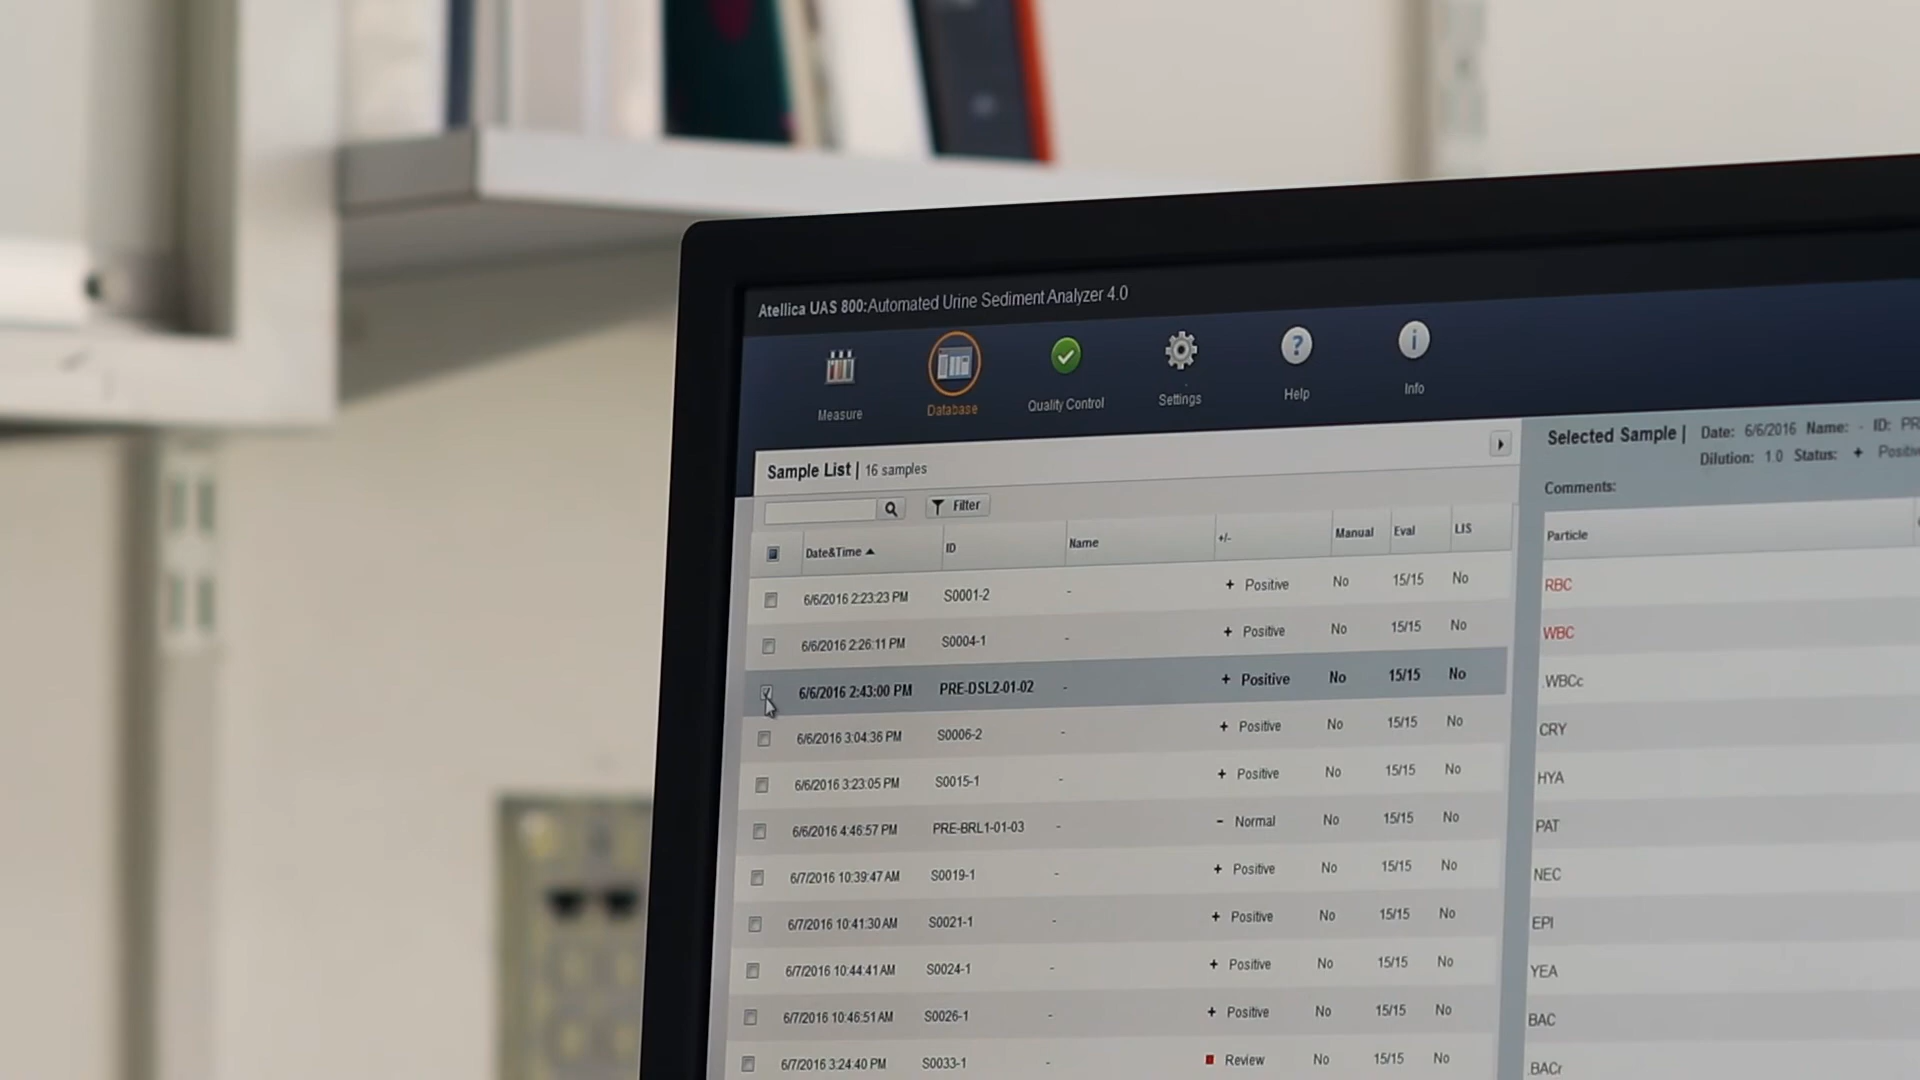 Atellica UAS 800:Automated Urine Sediment Analyzer 4.0
Measure Database Quality Control Settings Help Info
Sample List | 16 samples
Filter
Date&Time ID Name +/- Manual Eval LIS
6/6/2016 2:23:23 PM S0001-2 - + Positive No 15/15 No
6/6/2016 2:26:11 PM S0004-1 - + Positive No 15/15 No
6/6/2016 2:43:00 PM PRE-DSL2-01-02 - + Positive No 15/15 No
6/6/2016 3:04:36 PM S0006-2 - + Positive No 15/15 No
6/6/2016 3:23:05 PM S0015-1 - + Positive No 15/15 No
6/6/2016 4:46:57 PM PRE-BRL1-01-03 - - Normal No 15/15 No
6/7/2016 10:39:47 AM S0019-1 - + Positive No 15/15 No
6/7/2016 10:41:30 AM S0021-1 - + Positive No 15/15 No
6/7/2016 10:44:41 AM S0024-1 - + Positive No 15/15 No
6/7/2016 10:46:51 AM S0026-1 - + Positive No 15/15 No
6/7/2016 3:24:40 PM S0033-1 - Review No 15/15 No
Selected Sample | Date: 6/6/2016 Name: - ID: PR
Dilution: 1.0 Status: + Positiv
Comments:
Particle
RBC
WBC
.WBCc
CRY
HYA
PAT
NEC
EPI
YEA
BAC
.BACr